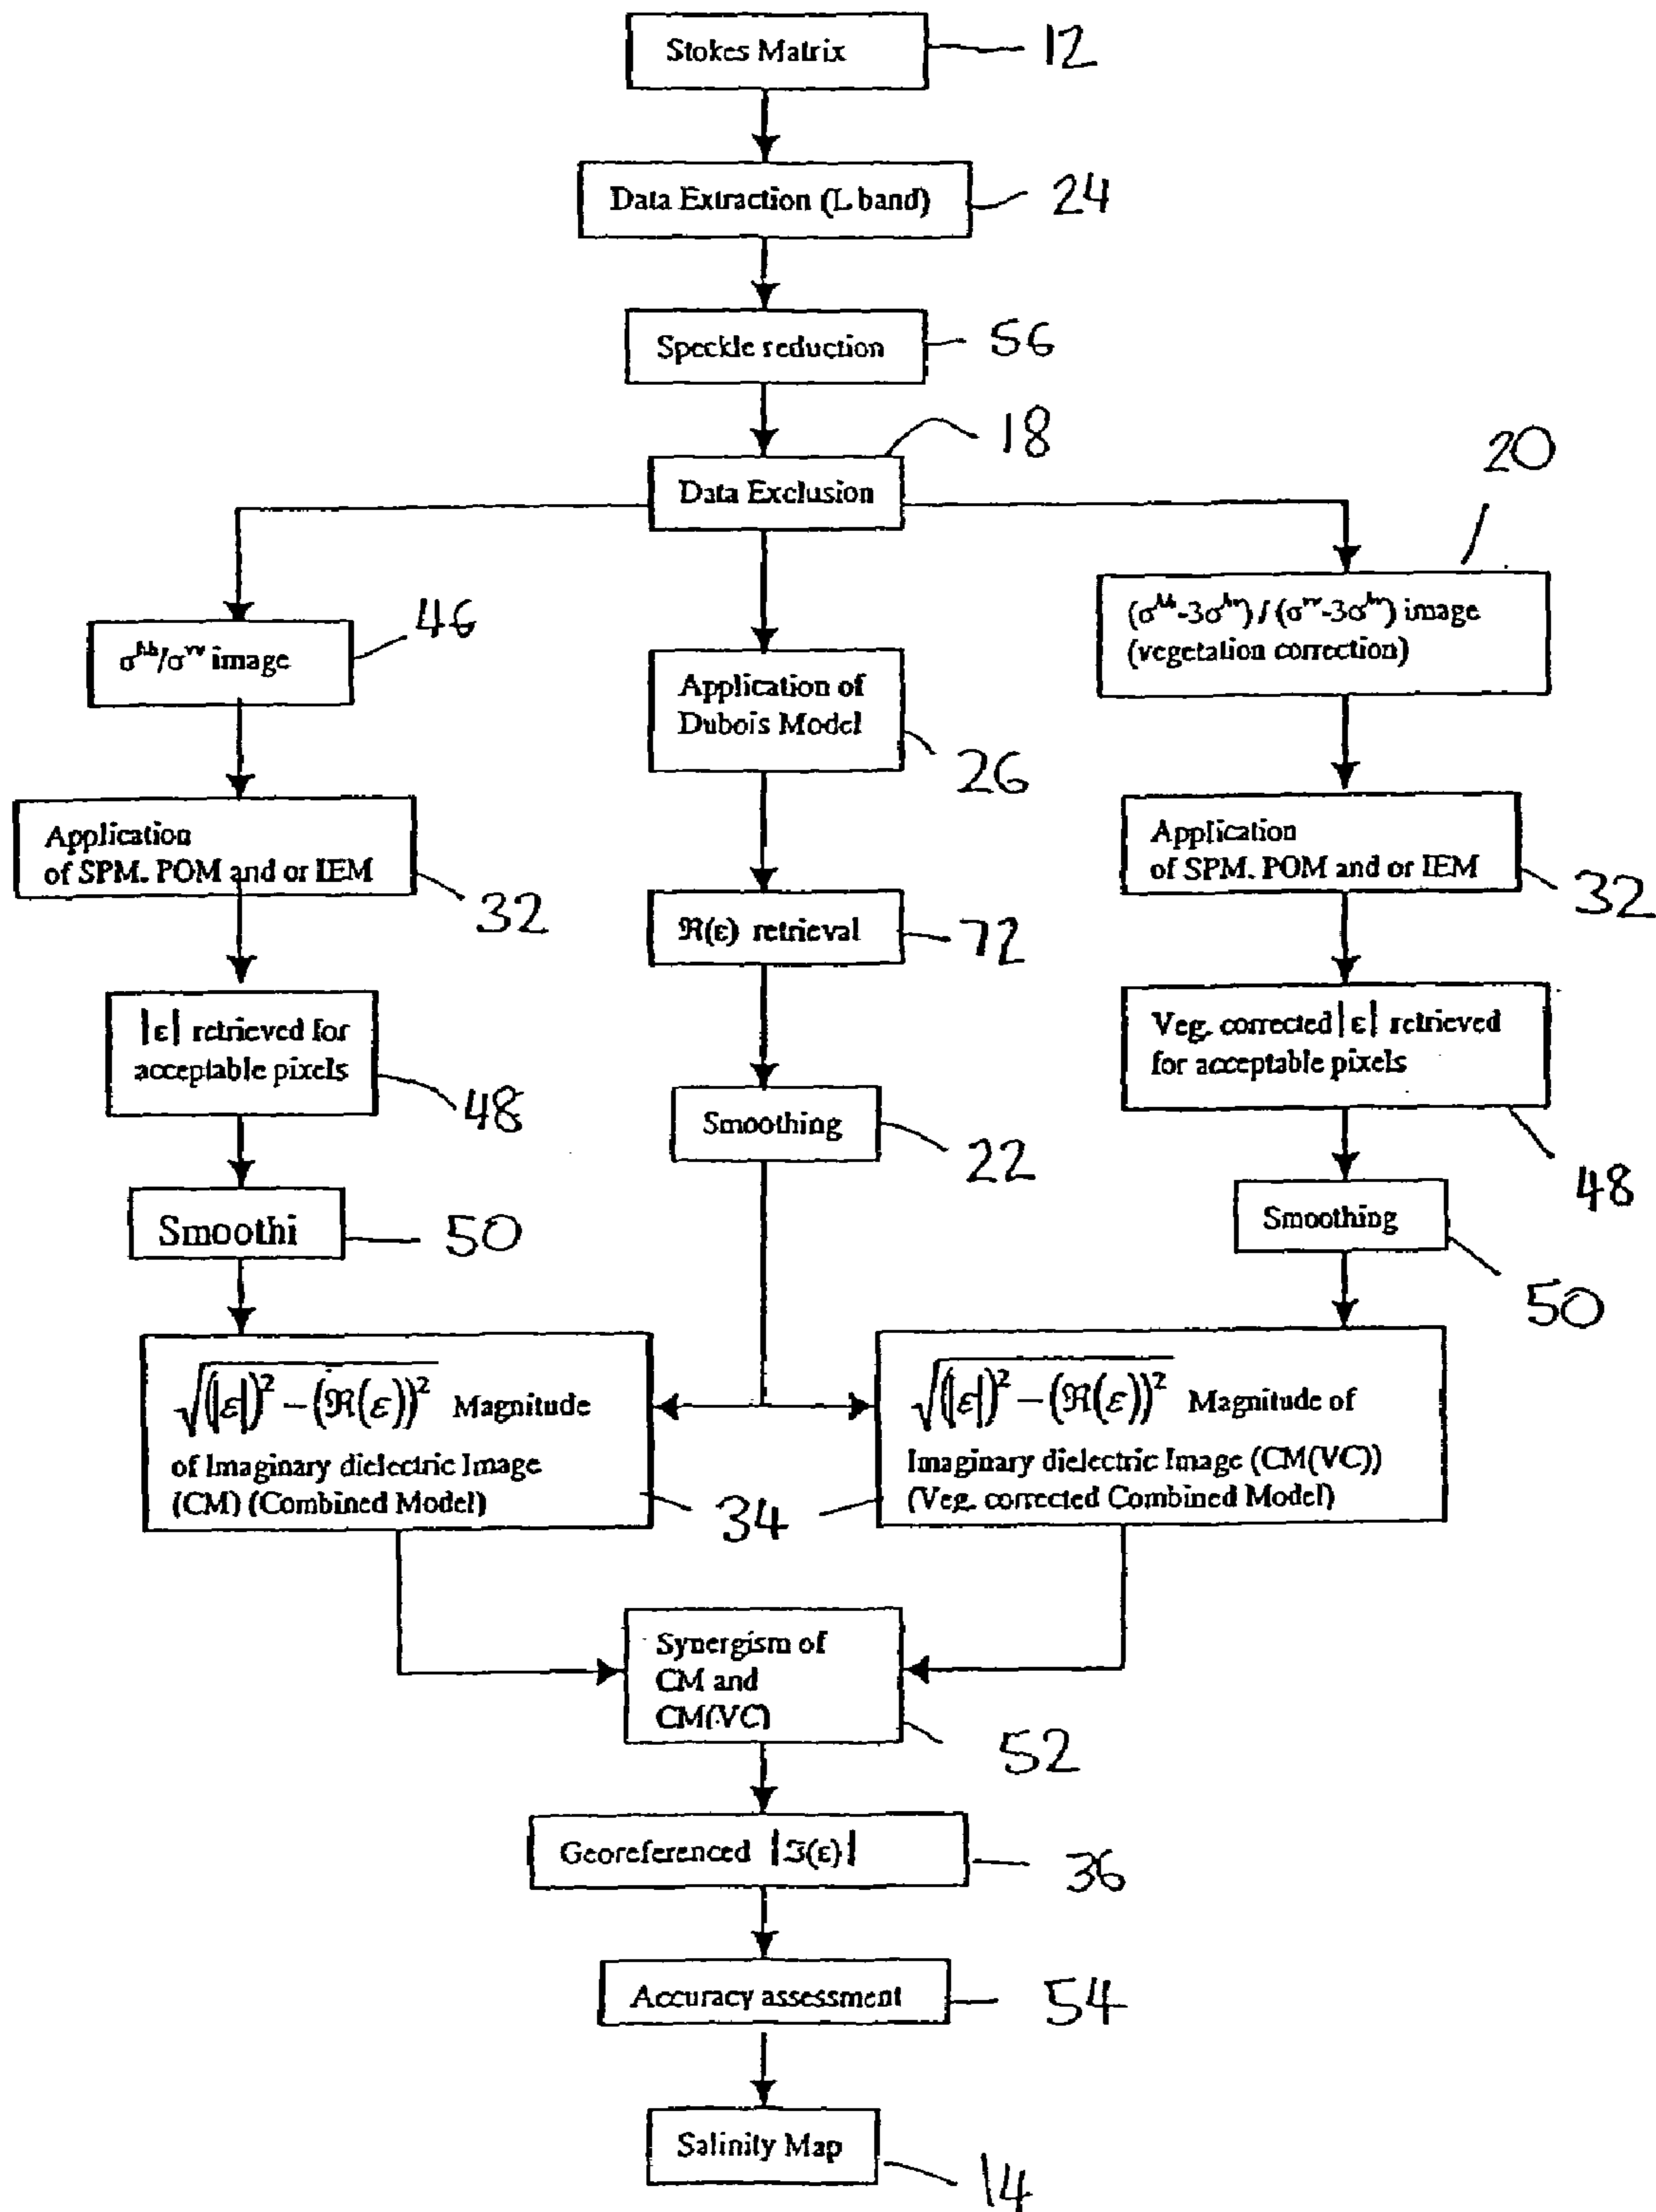 Stokes Matrix
12
Data Extraction (L band)
24
Speckle reduction
56
18
Data Exclusion
20
σʰʰ/σᵛᵛ image
46
Application of
Dubois Model
26
(σʰʰ-3σʰᵛ) / (σᵛᵛ-3σʰᵛ) image
(vegetation correction)
Application
of SPM. POM and or IEM
32
ℜ(ε) retrieval
72
Application
of SPM. POM and or IEM
32
|ε| retrieved for
acceptable pixels
48
Smoothing
22
Veg. corrected |ε| retrieved
for acceptable pixels
48
Smoothi
50
Smoothing
50
√(|ε|)² – (ℜ(ε))² Magnitude
of Imaginary dielectric Image
(CM) (Combined Model)
34
√(|ε|)² – (ℜ(ε))² Magnitude of
Imaginary dielectric Image (CM(VC))
(Veg. corrected Combined Model)
Synergism of
CM and
CM(VC)
52
Georeferenced |ℑ(ε)|
36
Accuracy assessment
54
Salinity Map
14